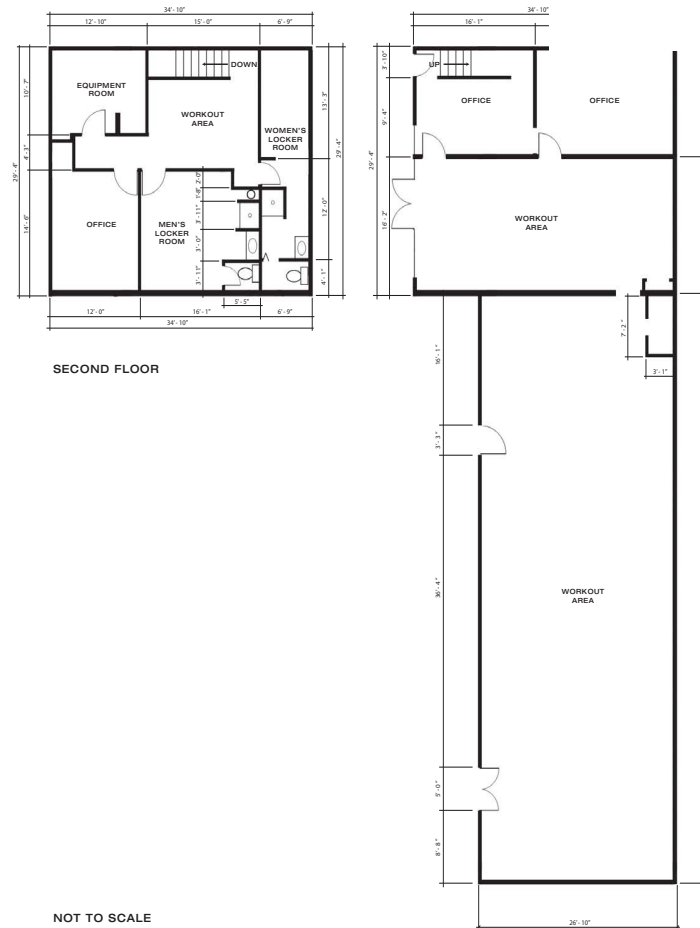 34'- 10"
12'- 10"
15'- 0"
6'- 9"
DOWN
EQUIPMENT
ROOM
WORKOUT
AREA
WOMEN'S
LOCKER
ROOM
10'- 7"
4'- 3"
14'- 6"
29'- 4"
13'- 3"
12'- 0"
4'- 1"
29'- 4"
2'-0"
1'-8"
3'- 11"
3'- 0"
3'- 11"
OFFICE
MEN'S
LOCKER
ROOM
5'- 5"
12'- 0"
16'- 1"
6'- 9"
34'- 10"
SECOND FLOOR
34'- 10"
16'- 1"
UP
3'- 10"
9'- 4"
16'- 2"
29'- 4"
OFFICE
OFFICE
WORKOUT
AREA
7'- 2"
3'- 1"
16'- 1"
3'- 3"
36'- 4"
5'- 0"
8'- 8"
WORKOUT
AREA
26'- 10"
NOT TO SCALE